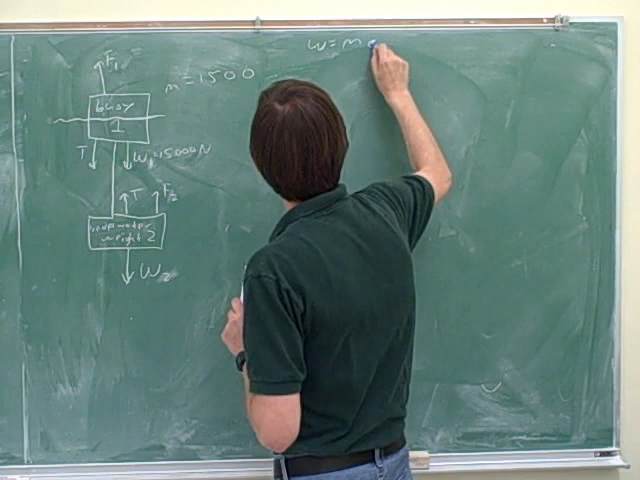 F1
m=1500
w=m
buoy
1
T
W1=15000N
T
F2
underwater
weight 2
W2